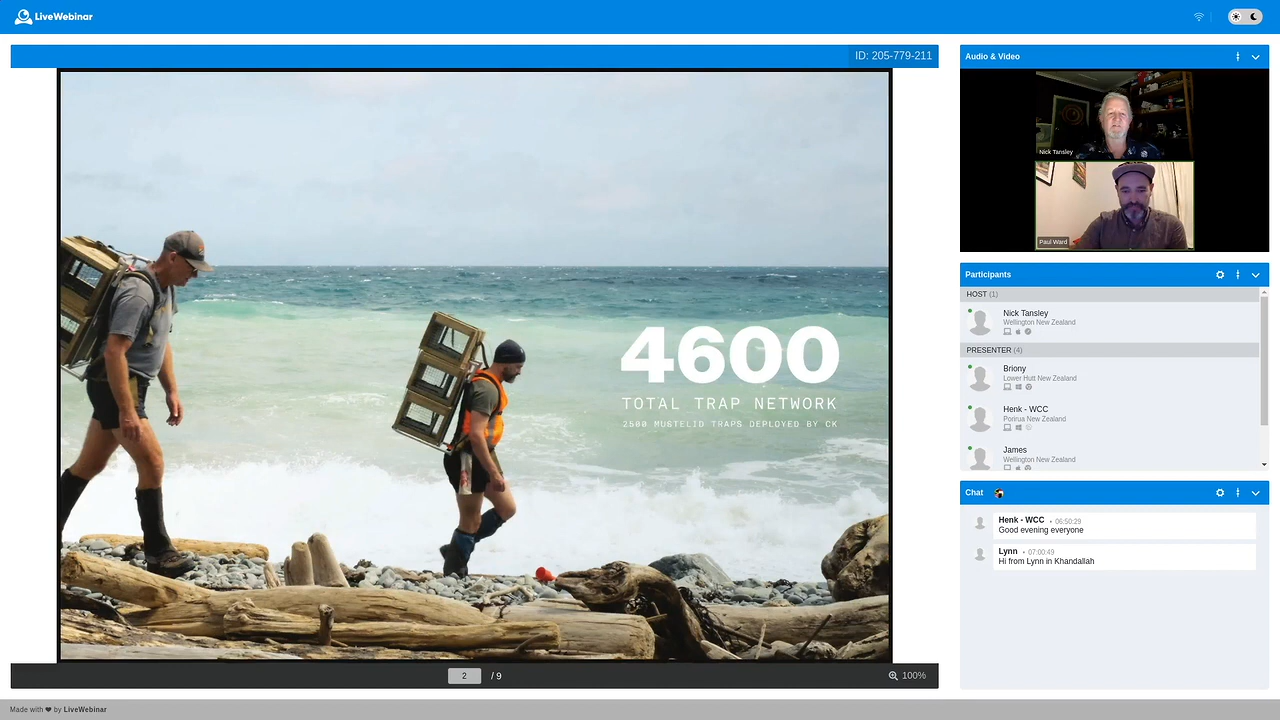 LiveWebinar
ID: 205-779-211
4600
TOTAL TRAP NETWORK
2500 MUSTELID TRAPS DEPLOYED BY CK
2 / 9
100%
Audio & Video
Nick Tansley
Paul Ward
Participants
HOST (1)
Nick Tansley
Wellington New Zealand
PRESENTER (4)
Briony
Lower Hutt New Zealand
Henk - WCC
Porirua New Zealand
James
Wellington New Zealand
Chat
Henk - WCC • 06:50:29
Good evening everyone
Lynn • 07:00:49
Hi from Lynn in Khandallah
Made with ❤ by LiveWebinar